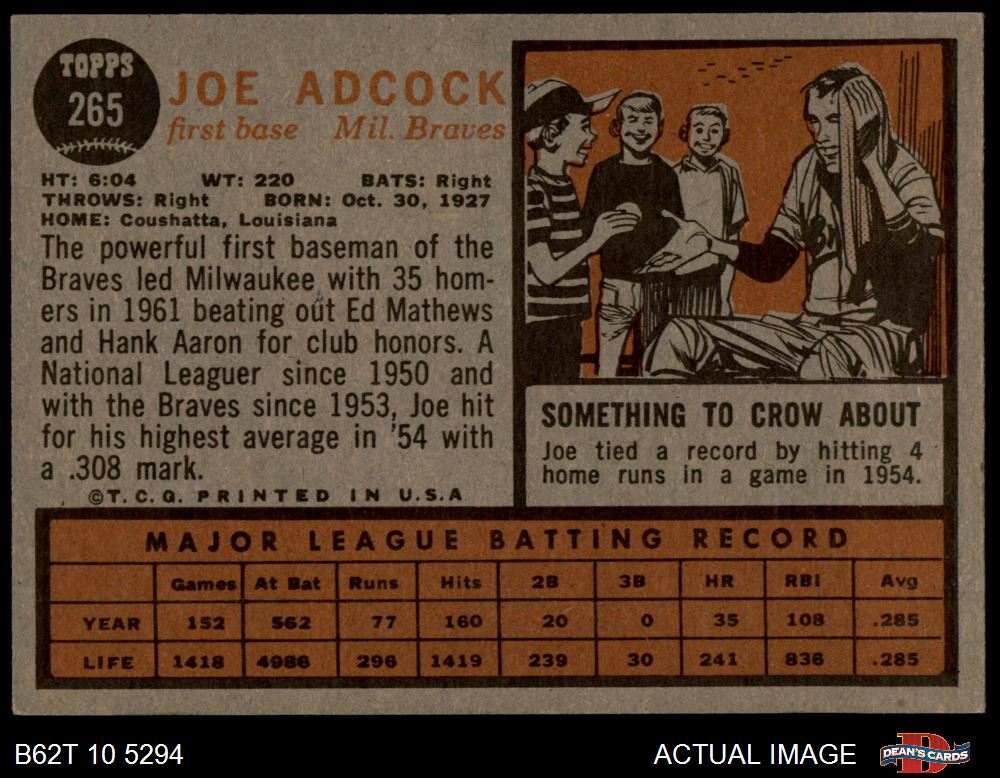 TOPPS
265
JOE ADCOCK
first base Mil. Braves
HT: 6:04 WT: 220 BATS: Right
THROWS: Right BORN: Oct. 30, 1927
HOME: Coushatta, Louisiana
The powerful first baseman of the
Braves led Milwaukee with 35 hom-
ers in 1961 beating out Ed Mathews
and Hank Aaron for club honors. A
National Leaguer since 1950 and
with the Braves since 1953, Joe hit
for his highest average in '54 with
a .308 mark.
©T.C.G. PRINTED IN U.S.A
SOMETHING TO CROW ABOUT
Joe tied a record by hitting 4
home runs in a game in 1954.
MAJOR LEAGUE BATTING RECORD
Games At Bat Runs Hits 2B 3B HR RBI Avg
YEAR 152 562 77 160 20 0 35 108 .285
LIFE 1418 4986 296 1419 239 30 241 836 .285
B62T 10 5294 ACTUAL IMAGE DEAN'S CARDS